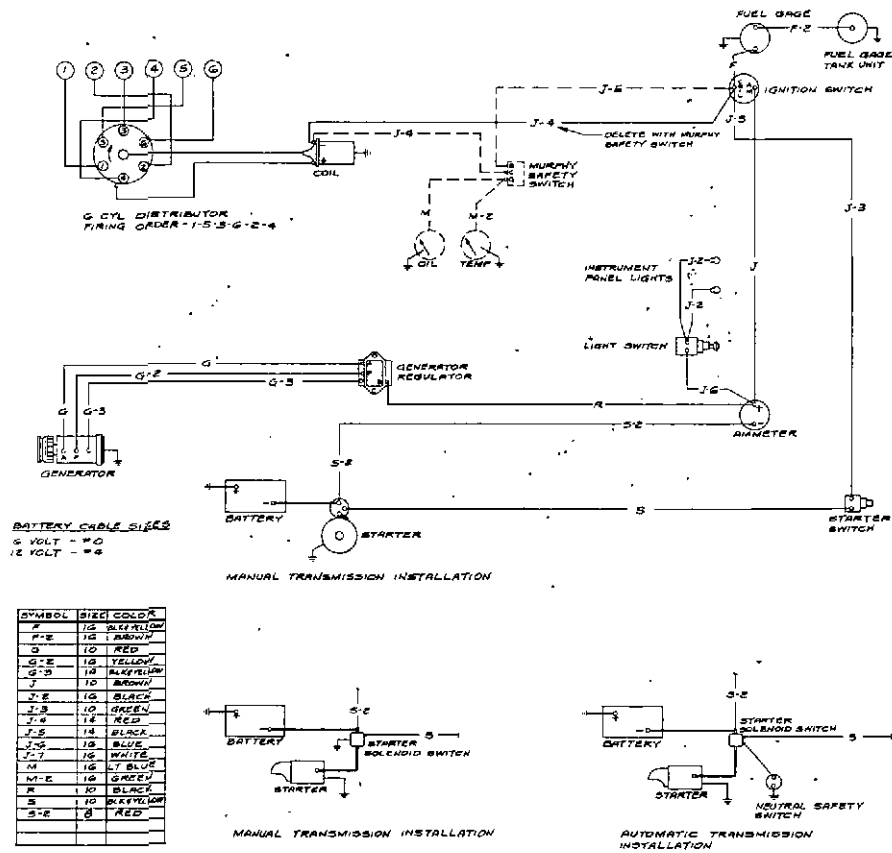 FUEL GAGE
F-2
FUEL GAGE
TANK UNIT
F
1 2 3 4 5 6
IGNITION SWITCH
J-5
J-4
J-4
DELETE WITH MURPHY
SAFETY SWITCH
COIL
MURPHY
SAFETY
SWITCH
6 CYL DISTRIBUTOR
FIRING ORDER - 1-5-3-6-2-4
M
M-2
OIL
TEMP
J-3
J
INSTRUMENT
PANEL LIGHTS
J-2
J-2
LIGHT SWITCH
J-6
G
G-2
G-3
GENERATOR
REGULATOR
R
S-2
AMMETER
G
G-3
GENERATOR
S-2
BATTERY
S
STARTER
STARTER
SWITCH
BATTERY CABLE SIZES
6 VOLT - #0
12 VOLT - #4
MANUAL TRANSMISSION INSTALLATION
SYMBOL SIZE COLOR
F 16 BLK&YELLOW
F-2 16 BROWN
G 10 RED
G-2 16 YELLOW
G-3 14 BLK&YELLOW
J 10 BROWN
J-2 16 BLACK
J-3 10 GREEN
J-4 14 RED
J-5 14 BLACK
J-6 16 BLUE
J-7 16 WHITE
M 16 LT BLUE
M-2 16 GREEN
R 10 BLACK
S 10 BLK&YELLOW
S-2 8 RED
S-2
BATTERY
S
STARTER
SOLENOID SWITCH
STARTER
MANUAL TRANSMISSION INSTALLATION
S-2
STARTER
SOLENOID SWITCH
BATTERY
S
STARTER
NEUTRAL SAFETY
SWITCH
AUTOMATIC TRANSMISSION
INSTALLATION